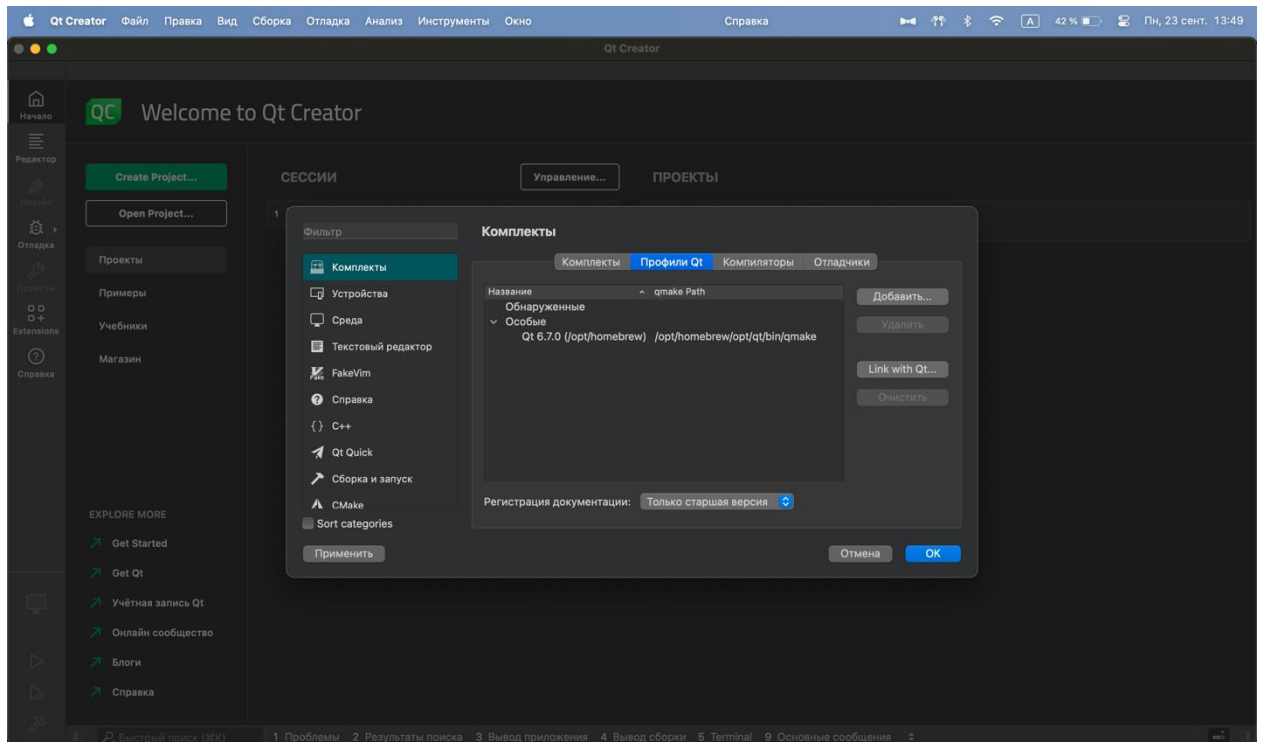 Qt Creator Файл Правка Вид Сборка Отладка Анализ Инструменты Окно Справка A 42 % Пн, 23 сент. 13:49
Qt Creator
Начало
QC Welcome to Qt Creator
Редактор
Create Project...
СЕССИИ
Управление...
ПРОЕКТЫ
Дизайн
Open Project...
1
Отладка
Проекты
Проекты
Примеры
Extensions
Учебники
Справка
Магазин
Фильтр
Комплекты
Устройства
Среда
Текстовый редактор
FakeVim
Справка
{} C++
Qt Quick
Сборка и запуск
CMake
Sort categories
Применить
Комплекты
Комплекты Профили Qt Компиляторы Отладчики
Название qmake Path
Обнаруженные
Особые
Qt 6.7.0 (/opt/homebrew) /opt/homebrew/opt/qt/bin/qmake
Добавить...
Удалить
Link with Qt...
Очистить
Регистрация документации: Только старшая версия
Отмена OK
EXPLORE MORE
Get Started
Get Qt
Учётная запись Qt
Онлайн сообщество
Блоги
Справка
Быстрый поиск (⌘K) 1 Проблемы 2 Результаты поиска 3 Вывод приложения 4 Вывод сборки 5 Terminal 9 Основные сообщения